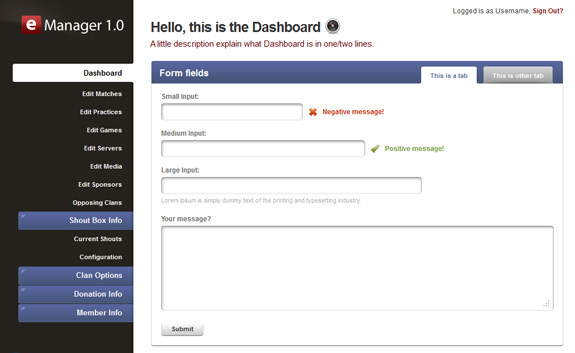 Logged is as Username, Sign Out?
e Manager 1.0
Hello, this is the Dashboard
A little description explain what Dashboard is in one/two lines.
Dashboard
Edit Matches
Edit Practices
Edit Games
Edit Servers
Edit Media
Edit Sponsors
Opposing Clans
Shout Box Info
Current Shouts
Configuration
Clan Options
Donation Info
Member Info
Form fields
This is a tab
This is other tab
Small Input:
Negative message!
Medium Input:
Positive message!
Large Input:
Lorem Ipsum is simply dummy text of the printing and typesetting industry.
Your message?
Submit